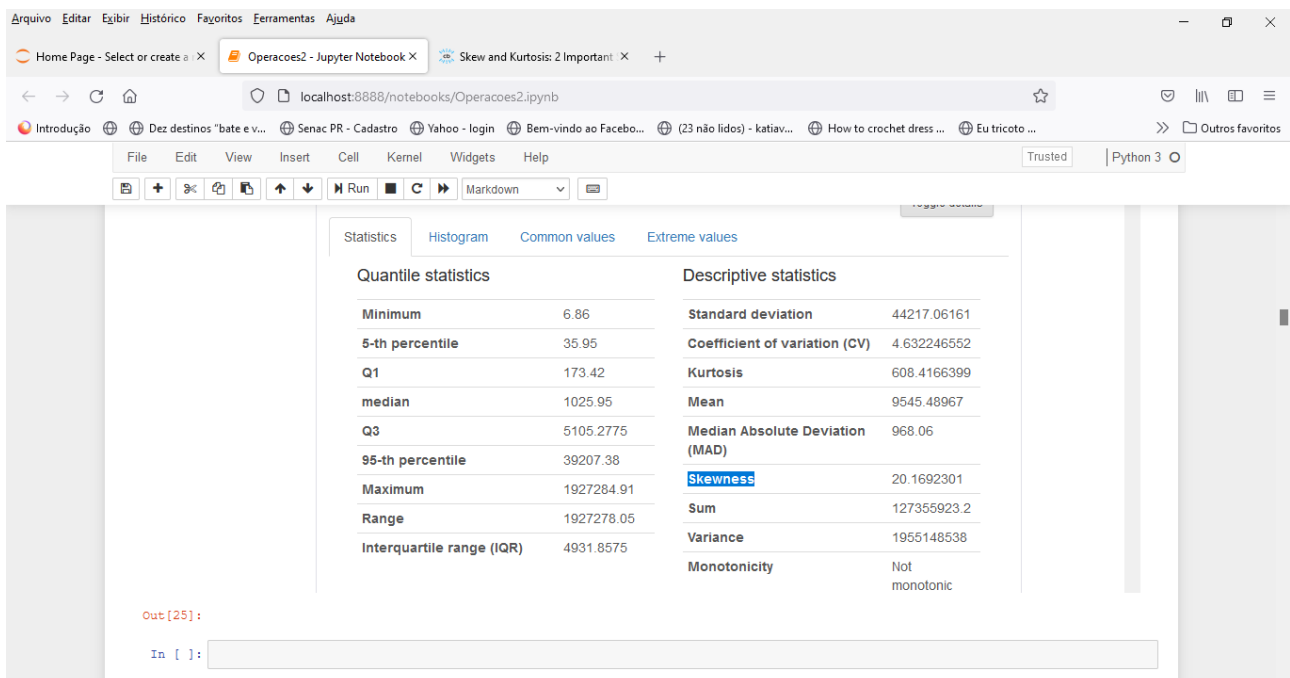 Arquivo Editar Exibir Histórico Favoritos Ferramentas Ajuda
Home Page - Select or create a
Operacoes2 - Jupyter Notebook
Skew and Kurtosis: 2 Important
localhost:8888/notebooks/Operacoes2.ipynb
Introdução
Dez destinos "bate e v...
Senac PR - Cadastro
Yahoo - login
Bem-vindo ao Facebo...
(23 não lidos) - katiav...
How to crochet dress ...
Eu tricoto ...
Outros favoritos
File Edit View Insert Cell Kernel Widgets Help
Trusted
Python 3
Run
Markdown
Toggle details
Statistics Histogram Common values Extreme values
Quantile statistics
Minimum 6.86
5-th percentile 35.95
Q1 173.42
median 1025.95
Q3 5105.2775
95-th percentile 39207.38
Maximum 1927284.91
Range 1927278.05
Interquartile range (IQR) 4931.8575
Descriptive statistics
Standard deviation 44217.06161
Coefficient of variation (CV) 4.632246552
Kurtosis 608.4166399
Mean 9545.48967
Median Absolute Deviation 968.06
(MAD)
Skewness 20.1692301
Sum 127355923.2
Variance 1955148538
Monotonicity Not
monotonic
Out[25]:
In [ ]: